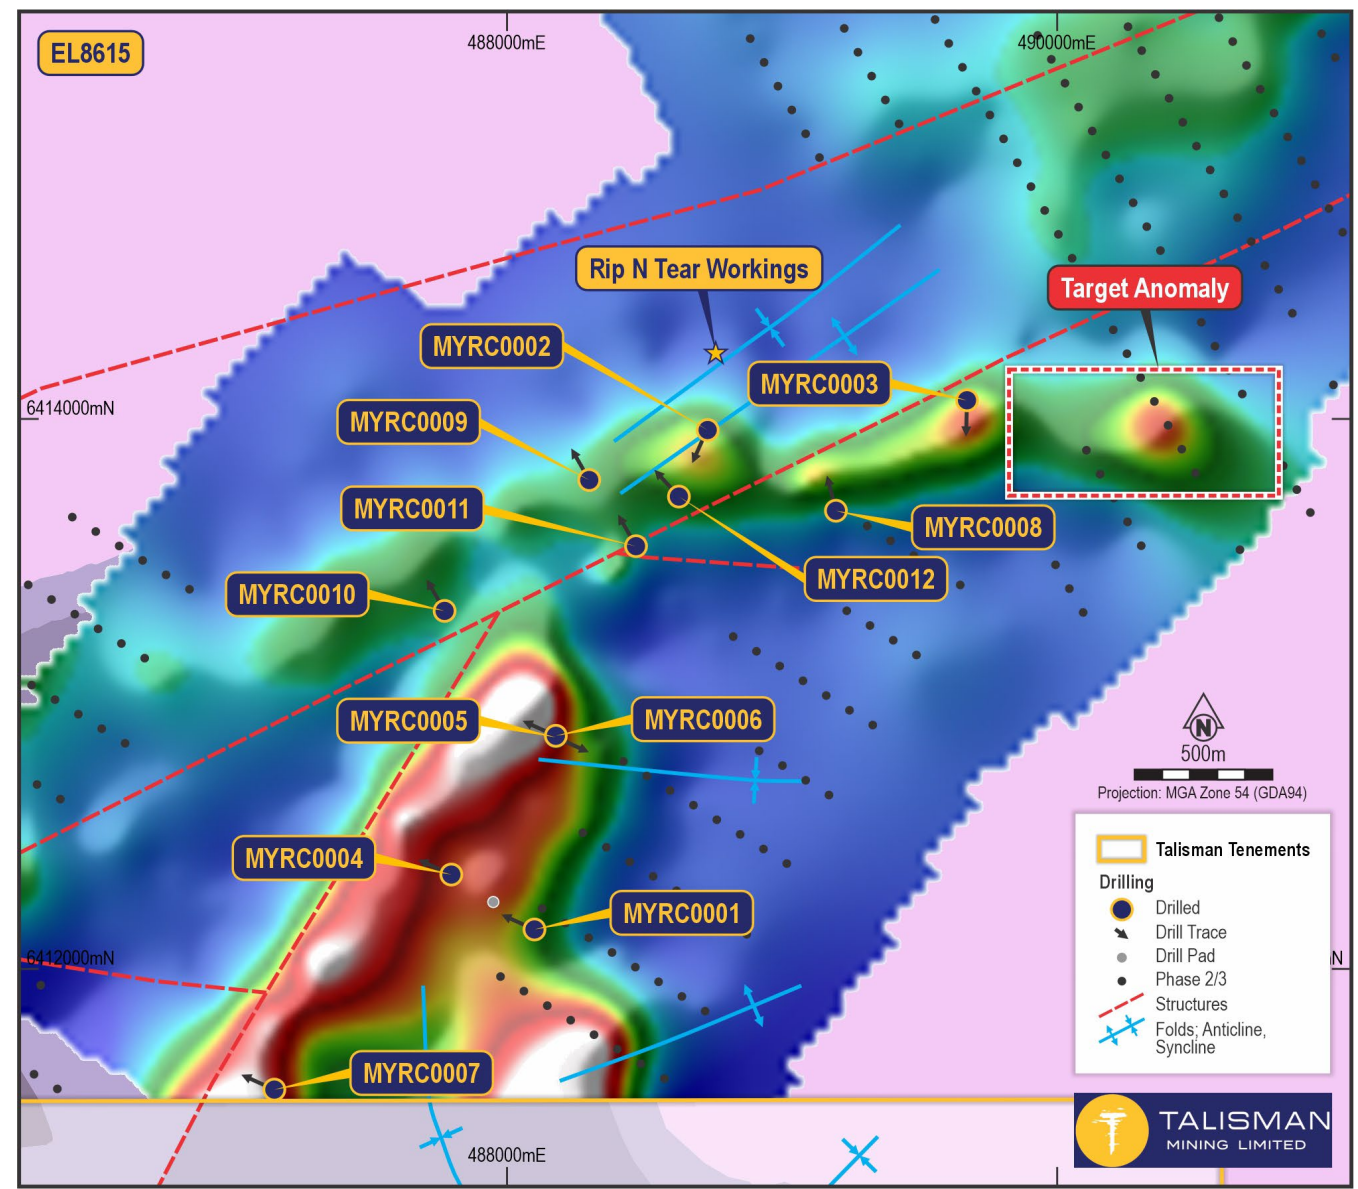 EL8615
488000mE
490000mE
Rip N Tear Workings
Target Anomaly
MYRC0002
MYRC0003
6414000mN
MYRC0009
MYRC0011
MYRC0008
MYRC0012
MYRC0010
MYRC0005
MYRC0006
N
500m
Projection: MGA Zone 54 (GDA94)
MYRC0004
MYRC0001
Talisman Tenements
Drilling
Drilled
Drill Trace
Drill Pad
Phase 2/3
Structures
Folds; Anticline,
Syncline
6412000mN
N
MYRC0007
488000mE
TALISMAN
MINING LIMITED